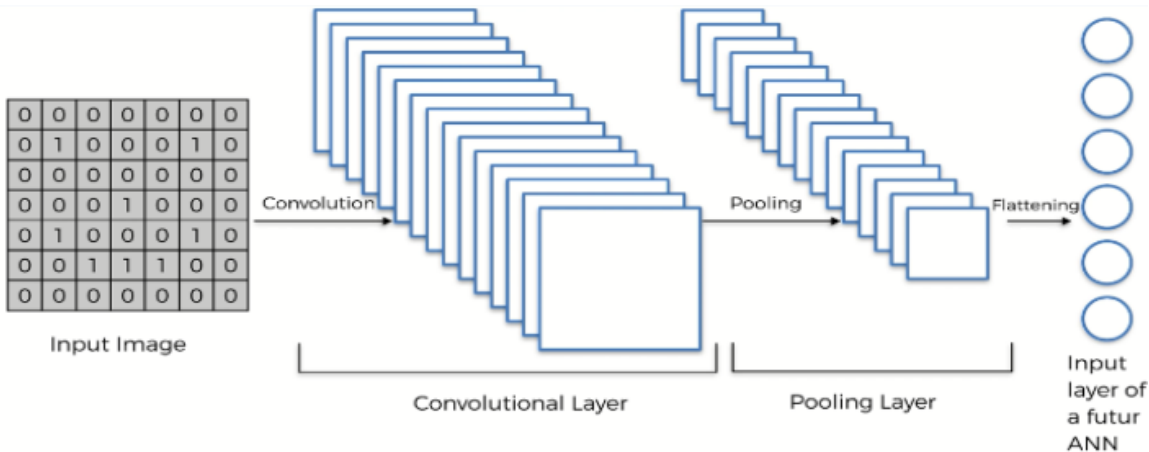 0 0 0 0 0 0 0
0 1 0 0 0 1 0
0 0 0 0 0 0 0
0 0 0 1 0 0 0
0 1 0 0 0 1 0
0 0 1 1 1 0 0
0 0 0 0 0 0 0
Input Image
Convolution
Convolutional Layer
Pooling
Pooling Layer
Flattening
Input
layer of
a futur
ANN